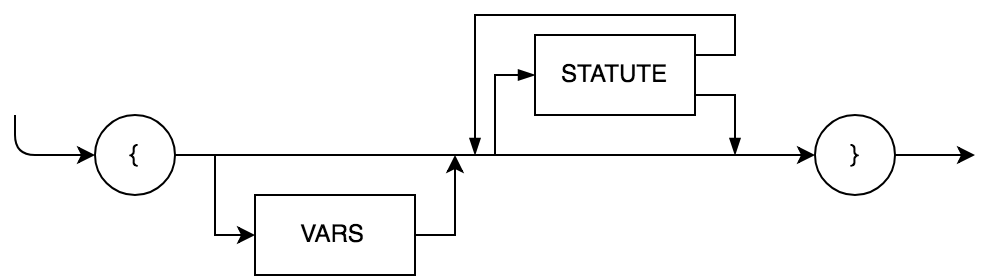 STATUTE
{
}
VARS